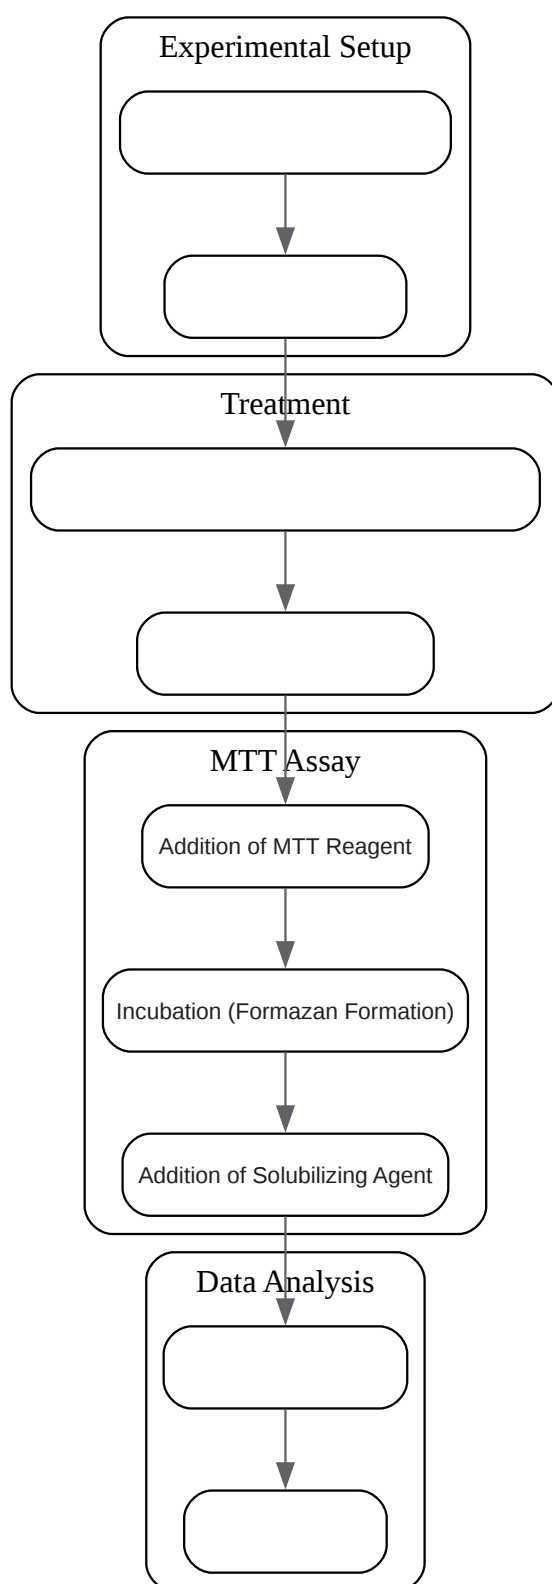 Experimental Setup
Treatment
MTT Assay
Addition of MTT Reagent
Incubation (Formazan Formation)
Addition of Solubilizing Agent
Data Analysis